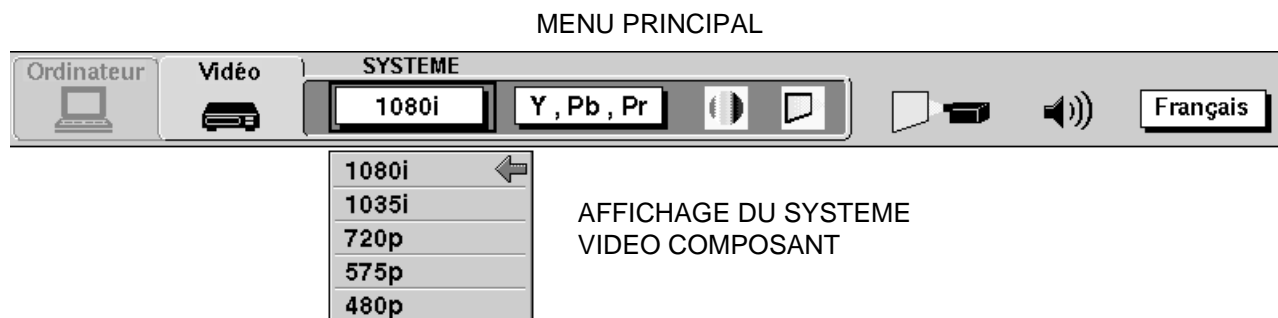 MENU PRINCIPAL
Ordinateur Vidéo SYSTEME
1080i Y , Pb , Pr Français
1080i
1035i
720p
575p
480p
AFFICHAGE DU SYSTEME
VIDEO COMPOSANT